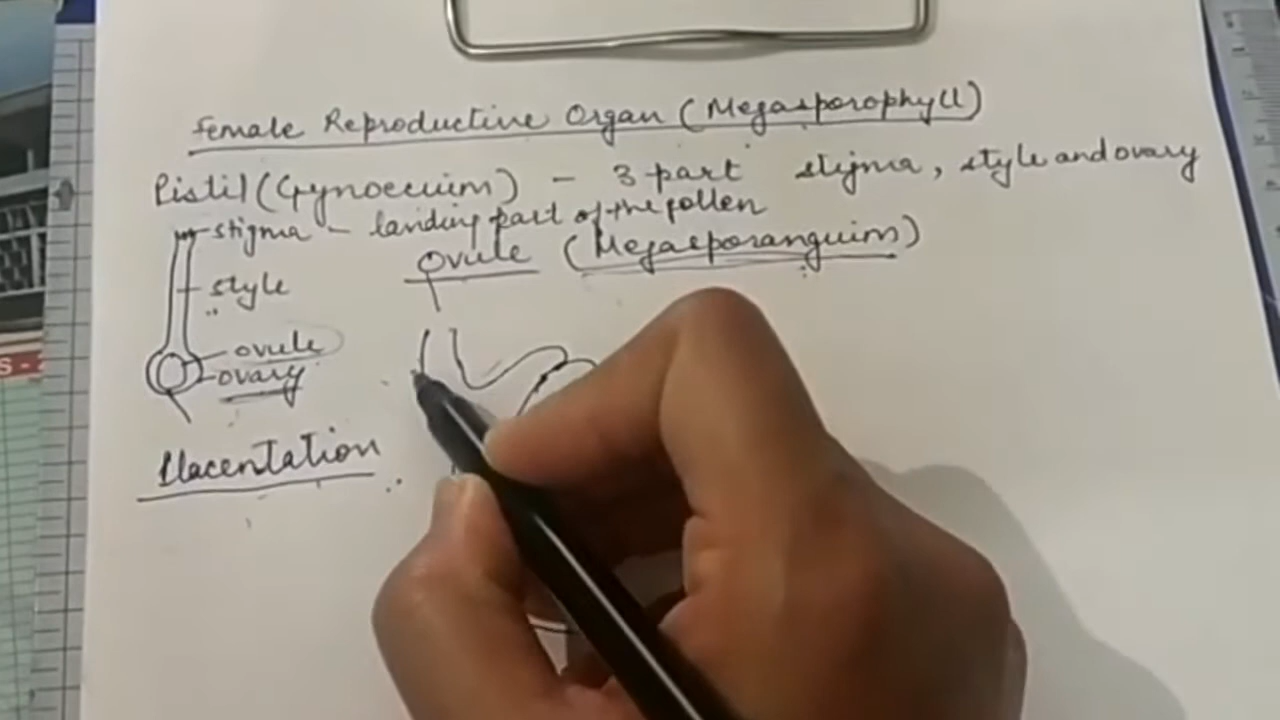 Female Reproductive Organ (Megasporophyll)
Pistil (Gynoecium) - 3 part stigma, style and ovary
stigma - landing part of the pollen
Ovule (Megasporanguim)
style
ovule
ovary
Placentation
S-